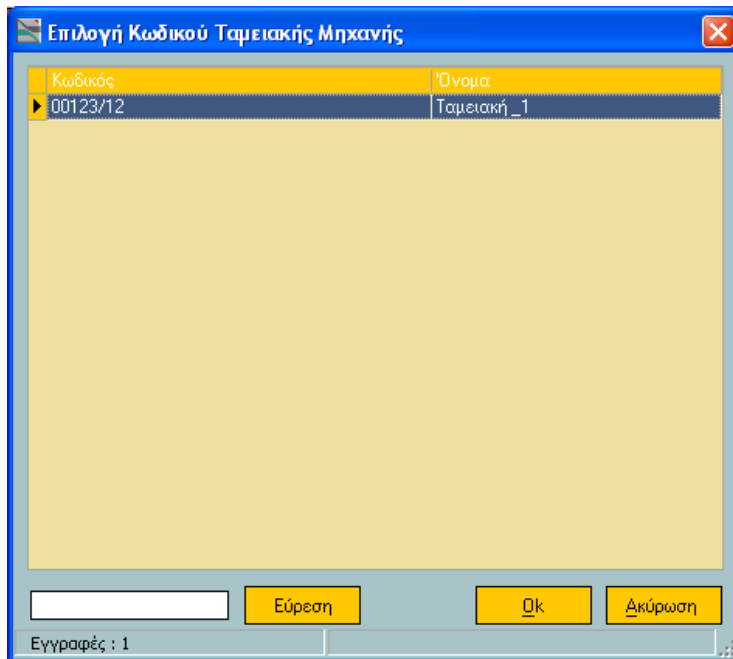 Επιλογή Κωδικού Ταμειακής Μηχανής
Κωδικός Όνομα
00123/12 Ταμειακή_1
Εύρεση Ok Ακύρωση
Εγγραφές : 1